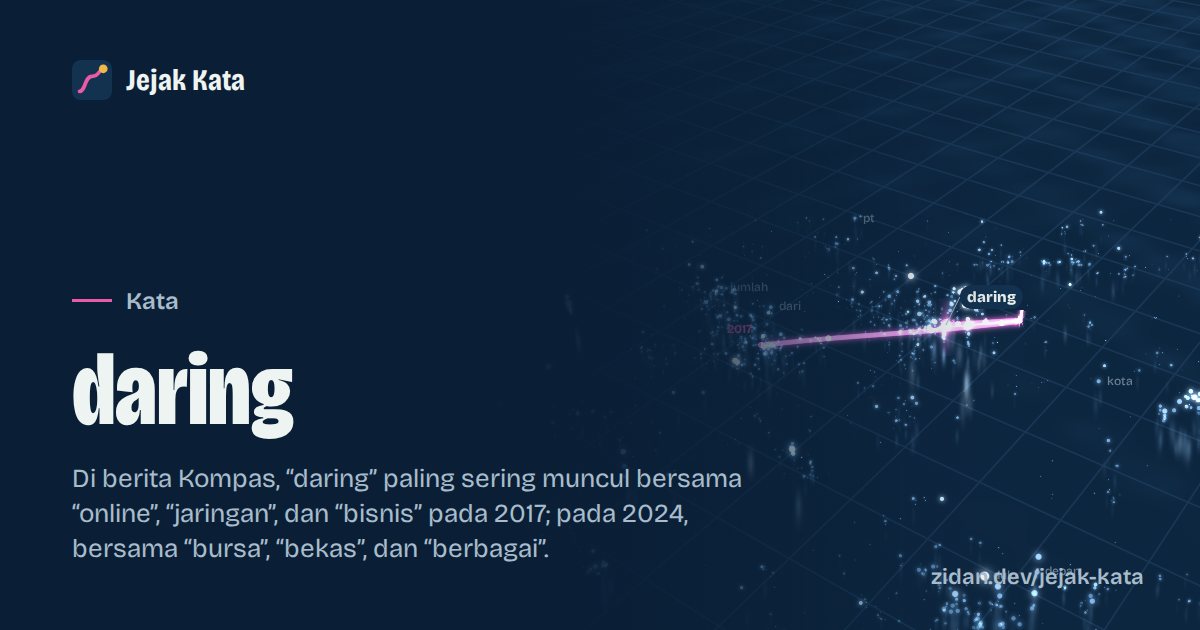 Jejak Kata
Kata
daring
Di berita Kompas, “daring” paling sering muncul bersama
“online”, “jaringan”, dan “bisnis” pada 2017; pada 2024,
bersama “bursa”, “bekas”, dan “berbagai”.
pt
jumlah
dari
2017
daring
kota
zidan.dev/jejak-kata